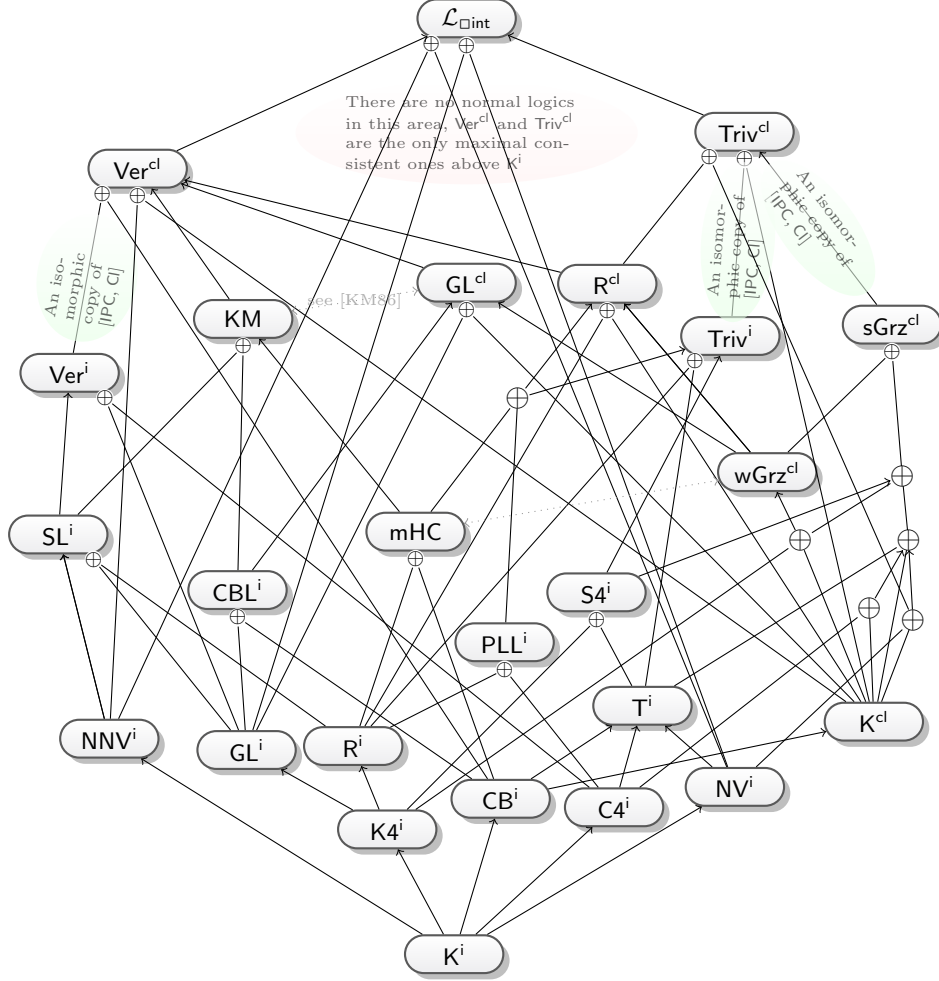 ℒ□int
There are no normal logics
in this area, Ver^cl and Triv^cl
are the only maximal con-
sistent ones above K^i
Triv^cl
Ver^cl
An iso-
morphic
copy of
[IPC, Cl]
An isomor-
phic copy of
[IPC, Cl]
An isomor-
phic copy of
[IPC, Cl]
GL^cl
R^cl
see [KM86]
KM
Triv^i
sGrz^cl
Ver^i
⊕
wGrz^cl
⊕
SL^i
mHC
⊕
⊕
CBL^i
S4^i
⊕
⊕
PLL^i
T^i
K^cl
NNV^i
GL^i
R^i
CB^i
C4^i
NV^i
K4^i
K^i